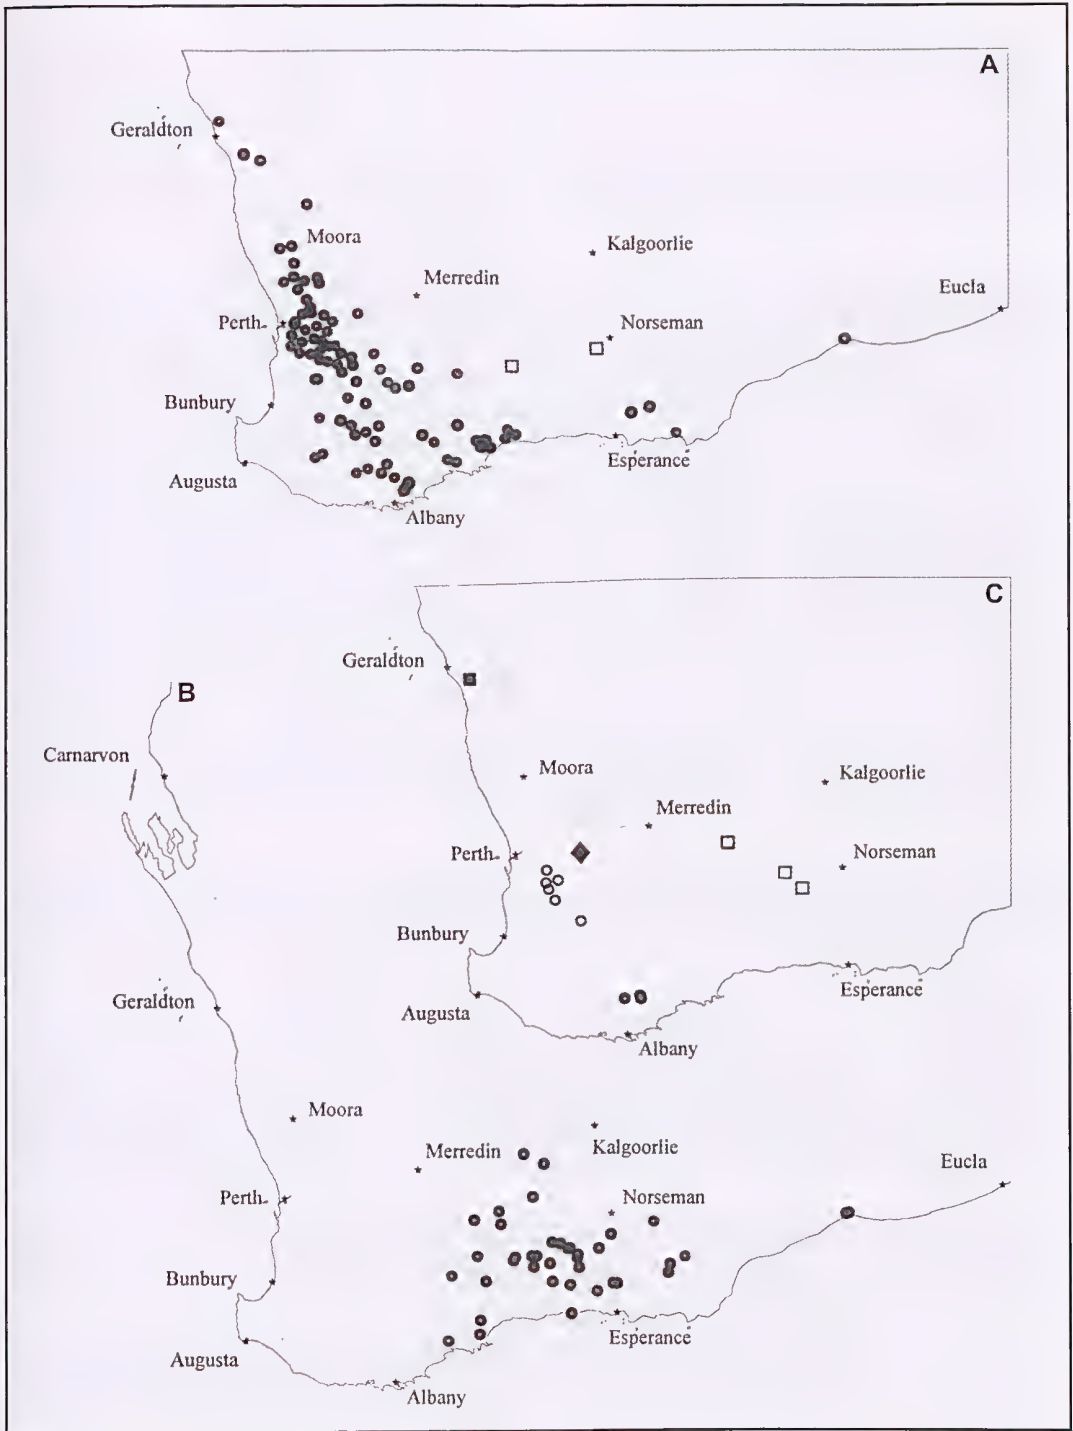 A
Geraldton
Moora
Kalgoorlie
Merredin
Eucla
Perth
Norseman
Bunbury
Esperance
Augusta
Albany
C
Geraldton
B
Carnarvon
Moora
Kalgoorlie
Merredin
Perth
Norseman
Bunbury
Esperance
Geraldton
Augusta
Albany
Moora
Merredin
Kalgoorlie
Eucla
Perth
Norseman
Bunbury
Esperance
Augusta
Albany